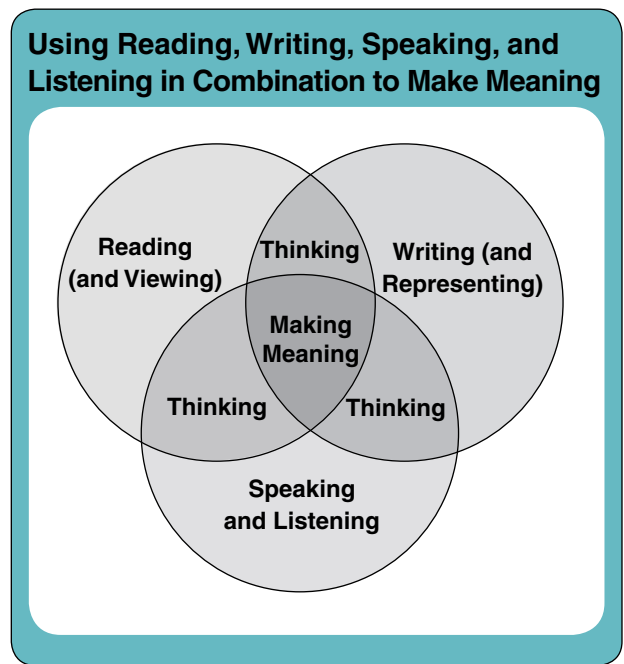 Using Reading, Writing, Speaking, and
Listening in Combination to Make Meaning
Reading
(and Viewing)
Thinking
Writing (and
Representing)
Making
Meaning
Thinking
Thinking
Speaking
and Listening